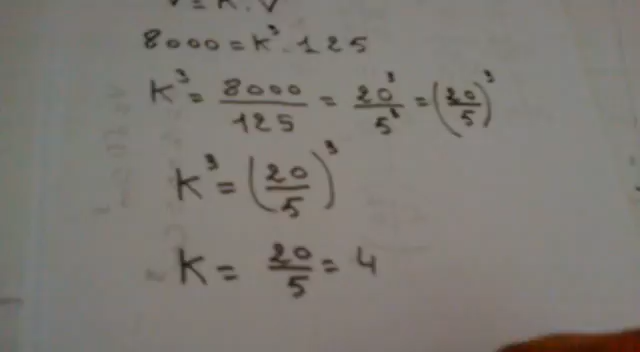 8000 = K³ · 125
K³ = 8000/125 = 20³/5³ = (20/5)³
K³ = (20/5)³
K = 20/5 = 4